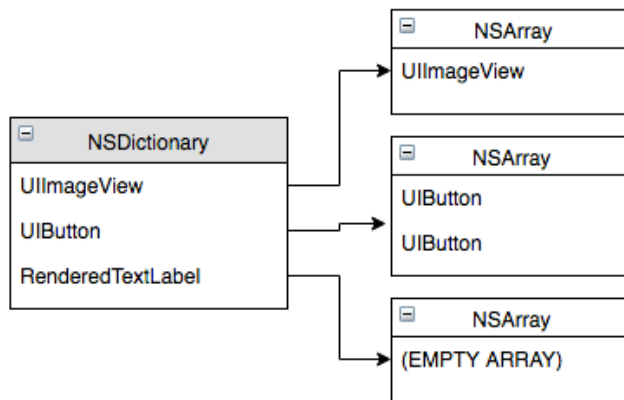 NSDictionary
UIImageView
UIButton
RenderedTextLabel
NSArray
UIImageView
NSArray
UIButton
UIButton
NSArray
(EMPTY ARRAY)